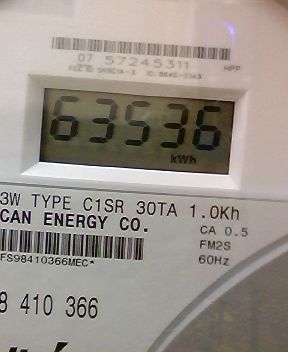 07 57245311 HPP
63536
kWh
3W TYPE C1SR 30TA 1.0Kh
CAN ENERGY CO.
CA 0.5
FM2S
60Hz
FS98410366MEC*
8 410 366